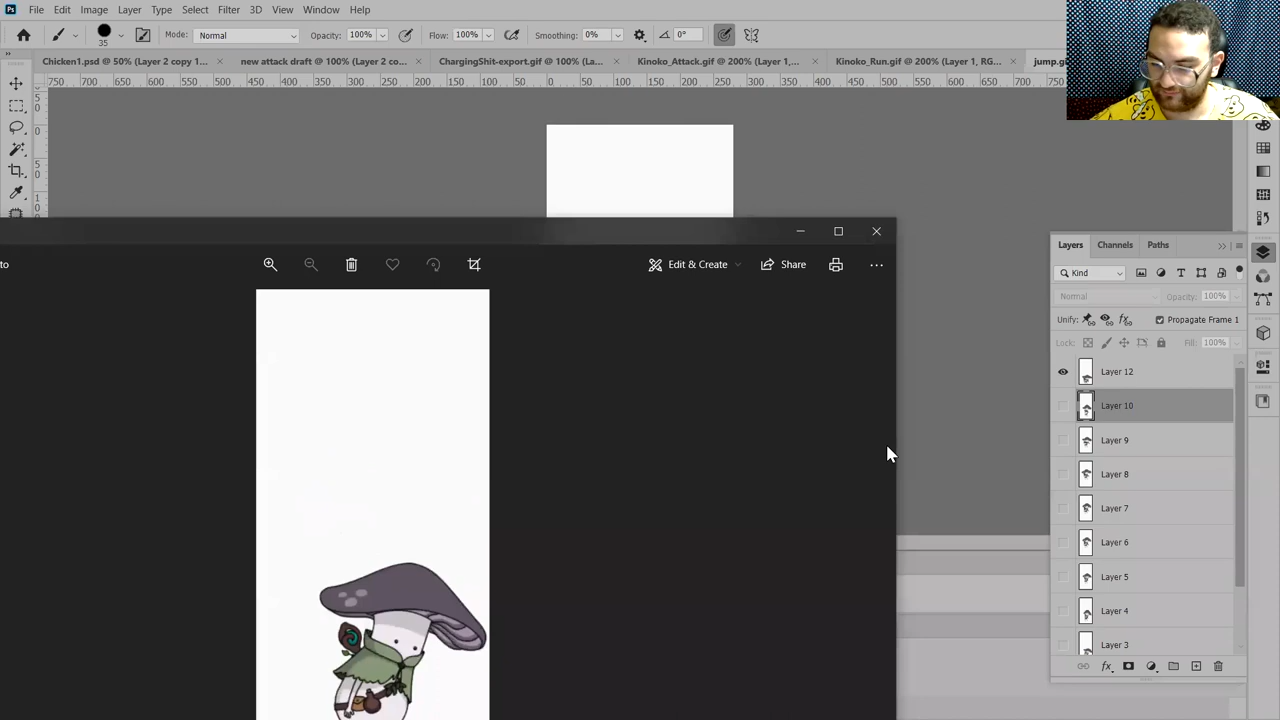 File Edit Image Layer Type Select Filter 3D View Window Help
35 Mode: Normal Opacity: 100% Flow: 100% Smoothing: 0% 0°
Chicken1.psd @ 50% (Layer 2 copy 1... × new attack draft @ 100% (Layer 2 co... × ChargingShit-export.gif @ 100% (La... × Kinoko_Attack.gif @ 200% (Layer 1,... × Kinoko_Run.gif @ 200% (Layer 1, RG... × jump.g
750 700 650 600 550 500 450 400 350 300 250 200 150 100 50 0 50 100 150 200 250 300 350 400 450 500 550 600 650 700 750
to
Edit & Create Share
Layers Channels Paths
Kind
Normal Opacity: 100%
Unify: Propagate Frame 1
Lock: Fill: 100%
Layer 12
Layer 10
Layer 9
Layer 8
Layer 7
Layer 6
Layer 5
Layer 4
Layer 3